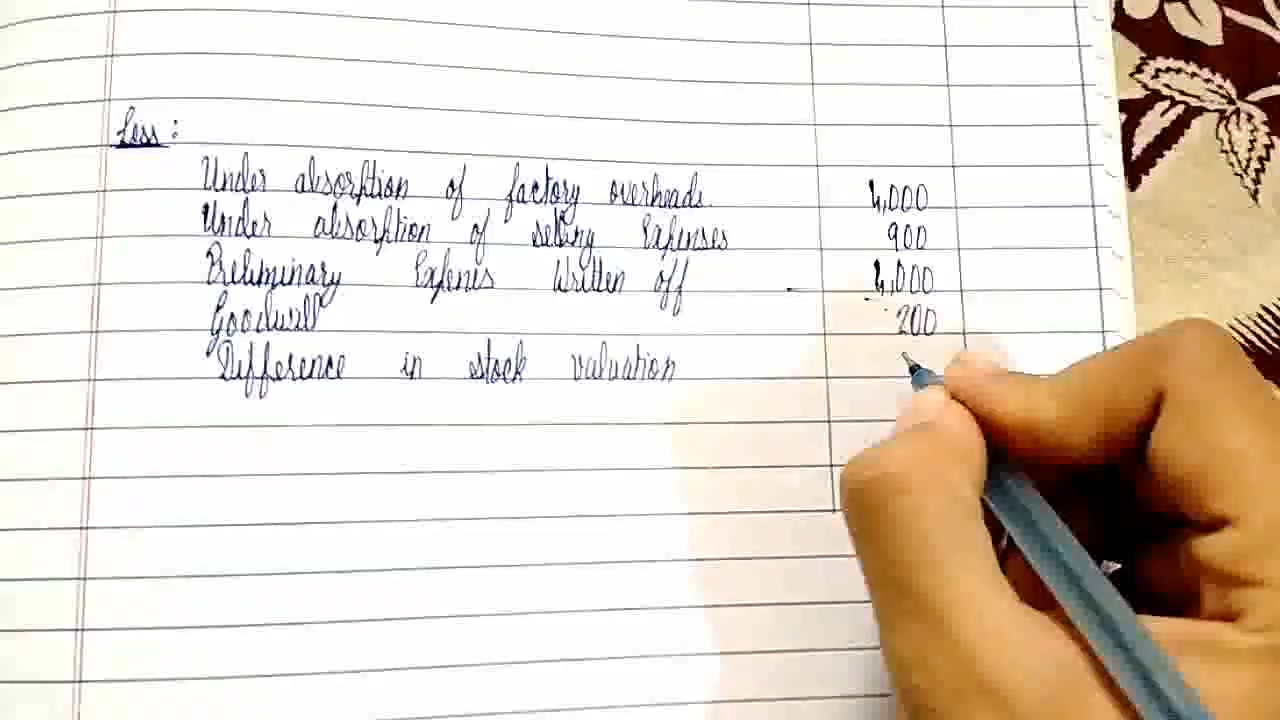 Less :
Under absorption of factory overheads 4,000
Under absorption of selling Expenses 900
Preliminary Expenes Written off 4,000
Goodwill 200
Difference in stock valuation